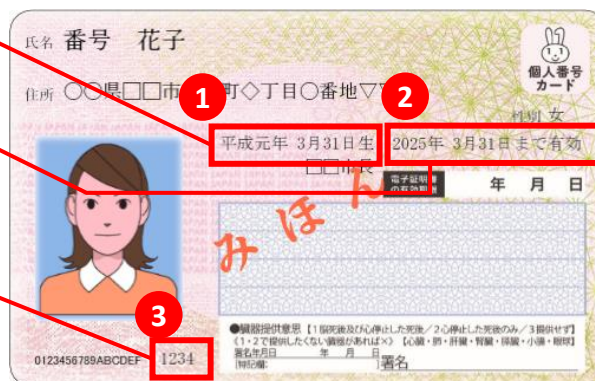 氏名 番号 花子
個人番号
カード
住所 〇〇県□□市 町◇丁目〇番地▽
1
2
性別 女
平成元年 3月31日生 2025年 3月31日まで有効
□□市長
電子証明書
の有効期限
年 月 日
みほん
3
●臓器提供意思【1脳死後及び心停止した死後/2心停止した死後のみ/3提供せず】
《1・2で提供したくない臓器があれば×》【心臓・肺・肝臓・腎臓・膵臓・小腸・眼球】
署名年月日 年 月 日
【特記欄: 】署名
0123456789ABCDEF 1234